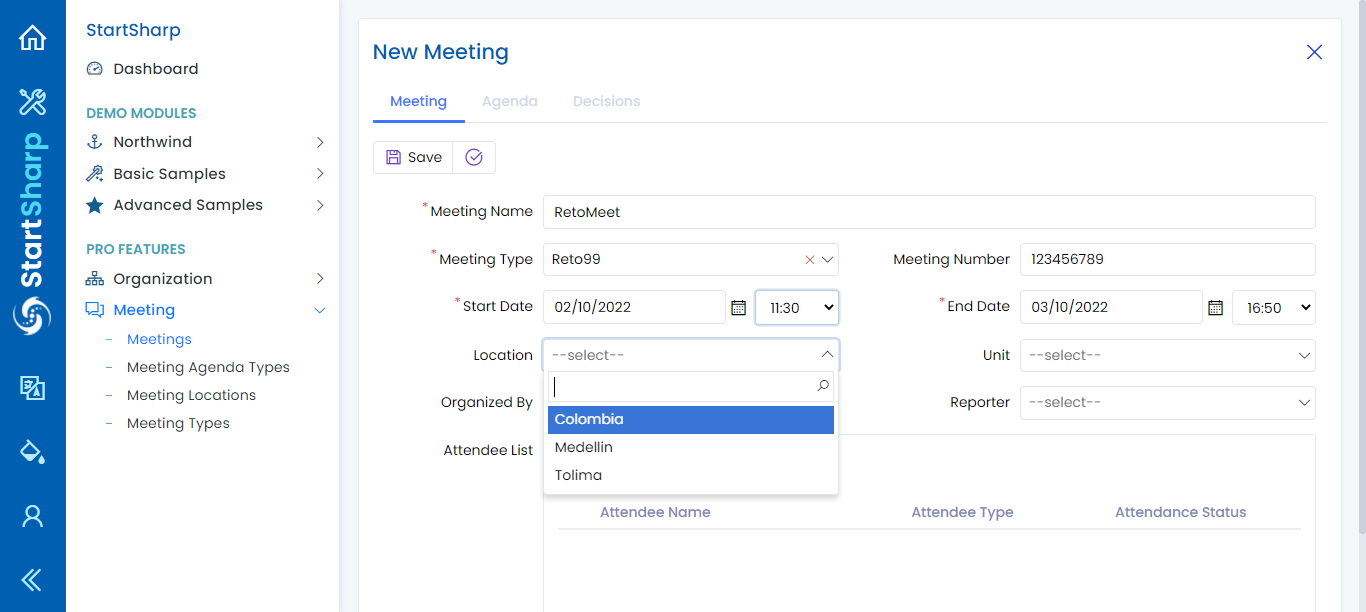 StartSharp
StartSharp
Dashboard
DEMO MODULES
Northwind
Basic Samples
Advanced Samples
PRO FEATURES
Organization
Meeting
Meetings
Meeting Agenda Types
Meeting Locations
Meeting Types
New Meeting
Meeting Agenda Decisions
Save
*Meeting Name RetoMeet
*Meeting Type Reto99 Meeting Number 123456789
*Start Date 02/10/2022 11:30 *End Date 03/10/2022 16:50
Location --select-- Unit --select--
Organized By Reporter --select--
Colombia
Medellin
Tolima
Attendee List
Attendee Name Attendee Type Attendance Status